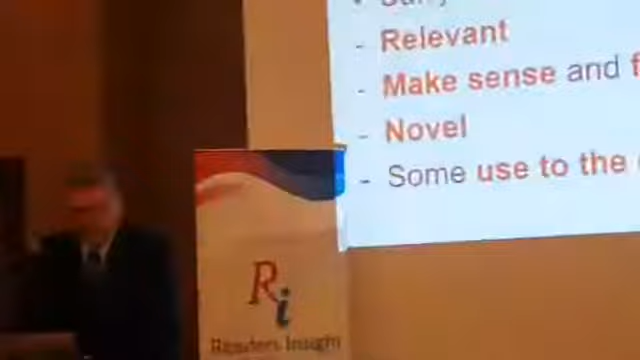 - Relevant
- Make sense and f
- Novel
- Some use to the
Ri
Readers Insight